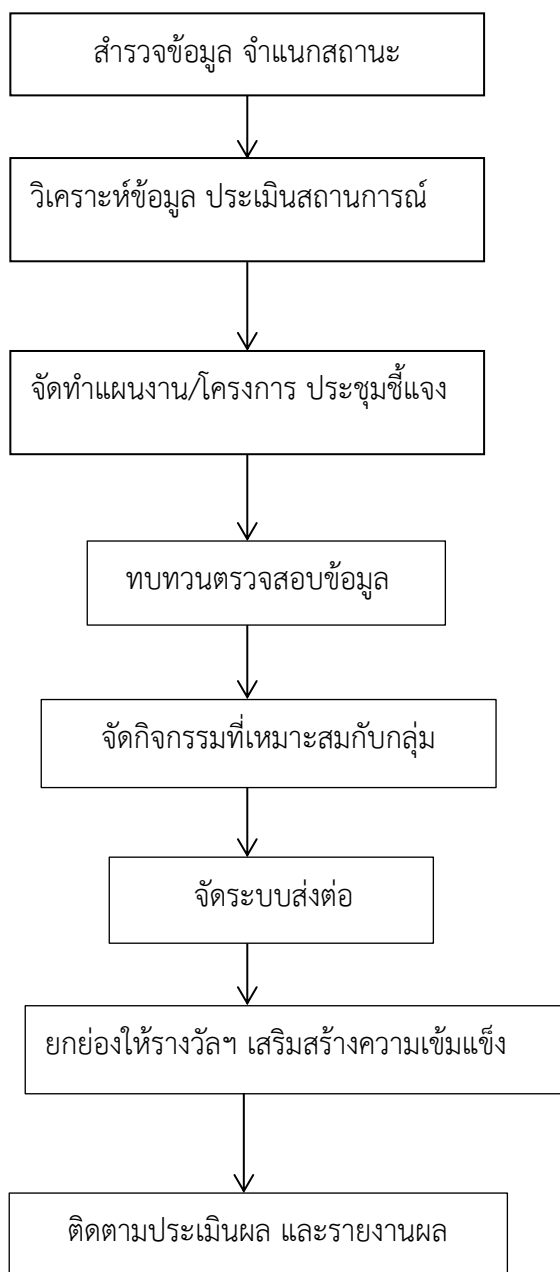 สำรวจข้อมูล จำแนกสถานะ
วิเคราะห์ข้อมูล ประเมินสถานการณ์
จัดทำแผนงาน/โครงการ ประชุมชี้แจง
ทบทวนตรวจสอบข้อมูล
จัดกิจกรรมที่เหมาะสมกับกลุ่ม
จัดระบบส่งต่อ
ยกย่องให้รางวัลฯ เสริมสร้างความเข้มแข็ง
ติดตามประเมินผล และรายงานผล